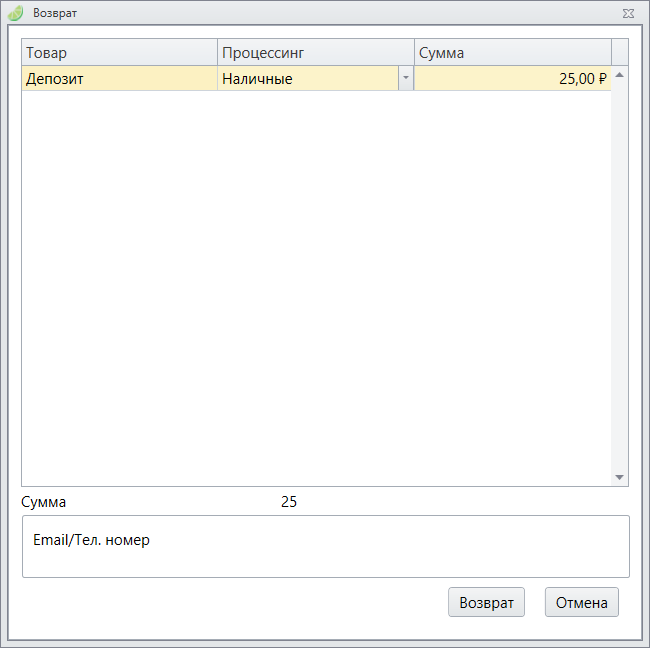 Возврат
Товар Процессинг Сумма
Депозит Наличные 25,00 ₽
Сумма 25
Email/Тел. номер
Возврат Отмена